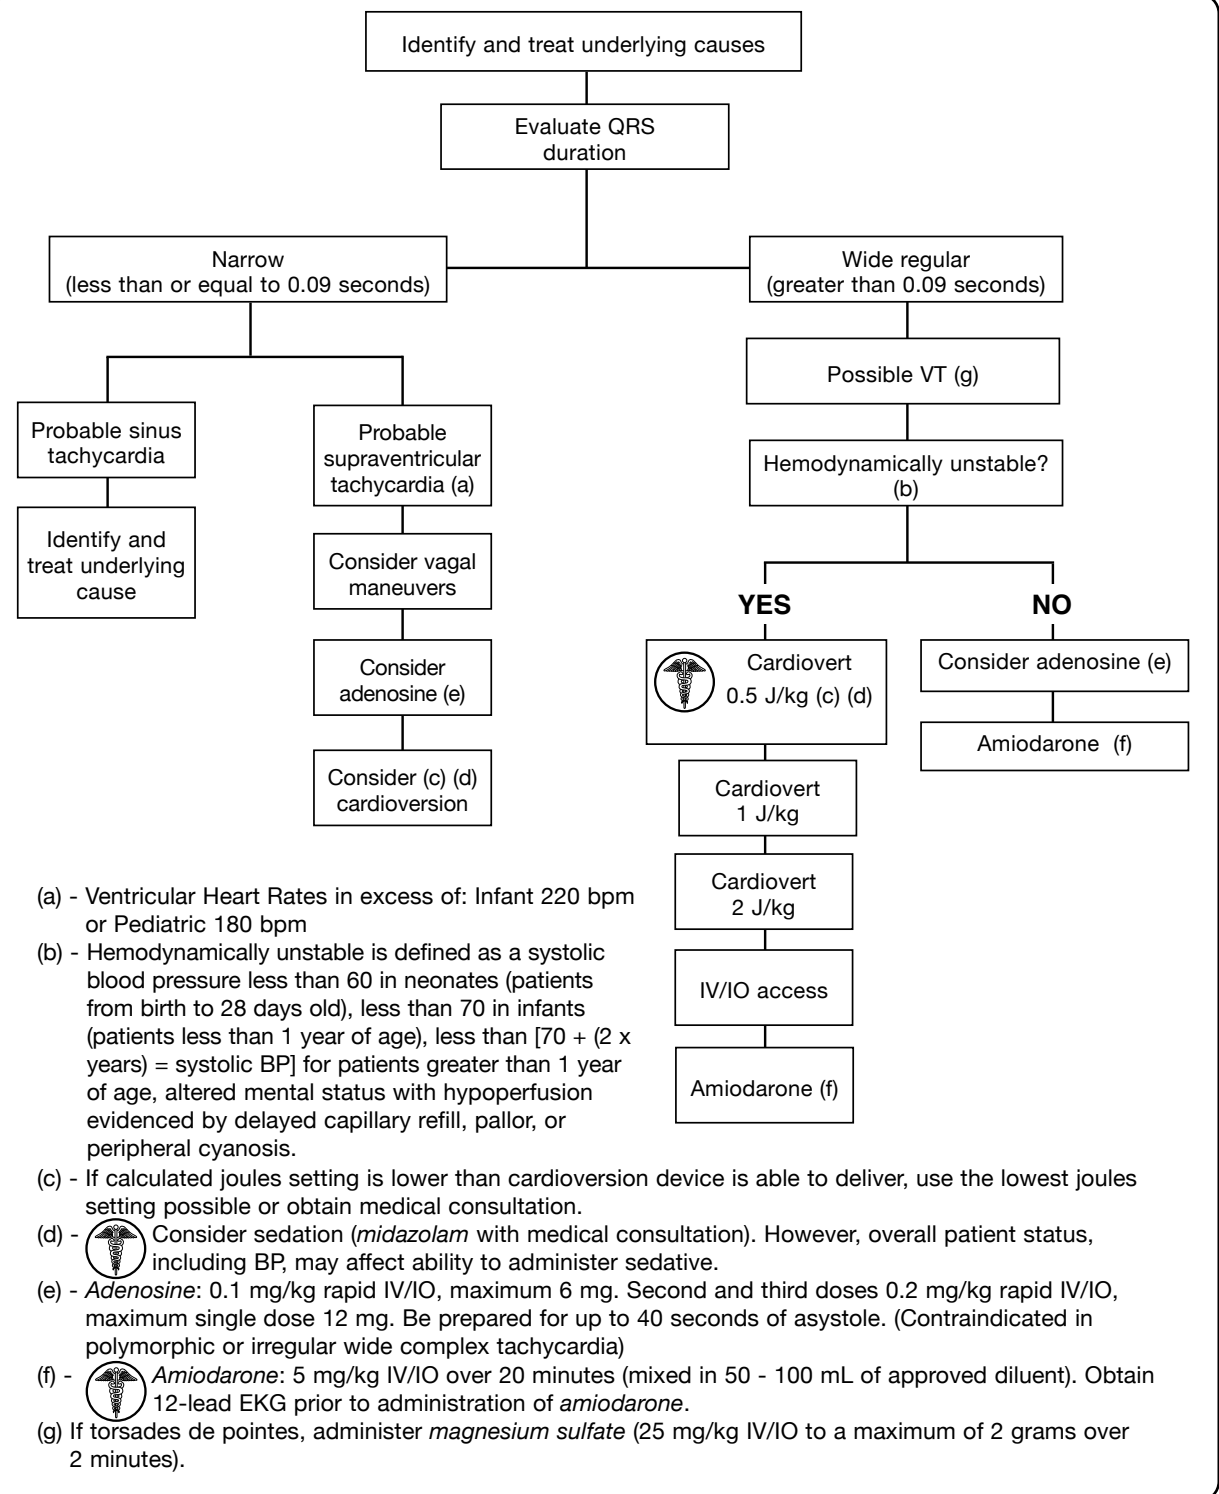 Identify and treat underlying causes
Evaluate QRS
duration
Narrow
(less than or equal to 0.09 seconds)
Wide regular
(greater than 0.09 seconds)
Possible VT (g)
Probable sinus
tachycardia
Probable
supraventricular
tachycardia (a)
Hemodynamically unstable?
(b)
Identify and
treat underlying
cause
Consider vagal
maneuvers
YES
NO
Consider
adenosine (e)
Cardiovert
0.5 J/kg (c) (d)
Consider adenosine (e)
Amiodarone (f)
Consider (c) (d)
cardioversion
Cardiovert
1 J/kg
Cardiovert
2 J/kg
IV/IO access
Amiodarone (f)
(a) - Ventricular Heart Rates in excess of: Infant 220 bpm
or Pediatric 180 bpm
(b) - Hemodynamically unstable is defined as a systolic
blood pressure less than 60 in neonates (patients
from birth to 28 days old), less than 70 in infants
(patients less than 1 year of age), less than [70 + (2 x
years) = systolic BP] for patients greater than 1 year
of age, altered mental status with hypoperfusion
evidenced by delayed capillary refill, pallor, or
peripheral cyanosis.
(c) - If calculated joules setting is lower than cardioversion device is able to deliver, use the lowest joules
setting possible or obtain medical consultation.
(d) - Consider sedation (midazolam with medical consultation). However, overall patient status,
including BP, may affect ability to administer sedative.
(e) - Adenosine: 0.1 mg/kg rapid IV/IO, maximum 6 mg. Second and third doses 0.2 mg/kg rapid IV/IO,
maximum single dose 12 mg. Be prepared for up to 40 seconds of asystole. (Contraindicated in
polymorphic or irregular wide complex tachycardia)
(f) - Amiodarone: 5 mg/kg IV/IO over 20 minutes (mixed in 50 - 100 mL of approved diluent). Obtain
12-lead EKG prior to administration of amiodarone.
(g) If torsades de pointes, administer magnesium sulfate (25 mg/kg IV/IO to a maximum of 2 grams over
2 minutes).